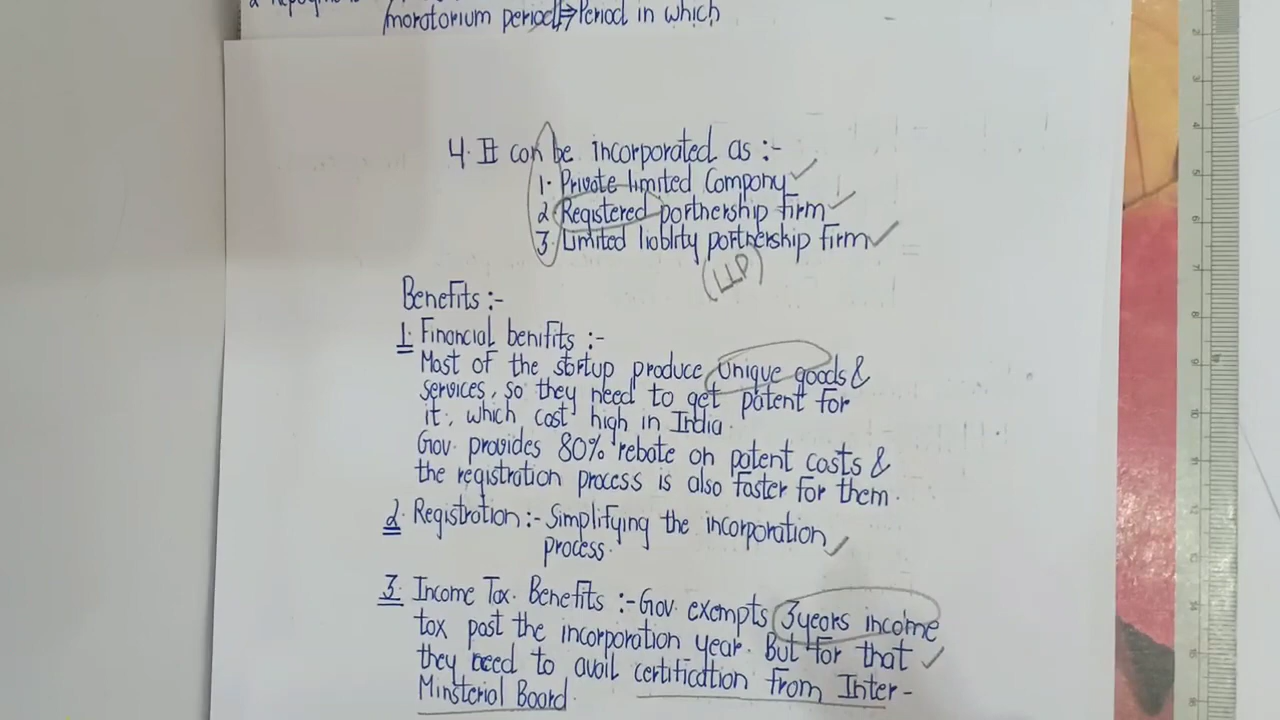 moratorium period⇒Period in which
4. It can be incorporated as :-
1. Private limited Company
2 Registered partnership firm
3. Limited lioblity partnership firm
(LLP)
Benefits :-
1. Financial benifits :-
Most of the startup produce unique goods &
services, so they need to get patent for
it, which cost high in India.
Gov. provides 80% rebate on patent costs &
the registration process is also faster for them.
2. Registration :- Simplifying the incorporation
process.
3. Income Tax. Benefits :- Gov. exempts 3 years income
tax past the incorporation year. But for that
they need to avail certification from Inter-
Minsterial Board.